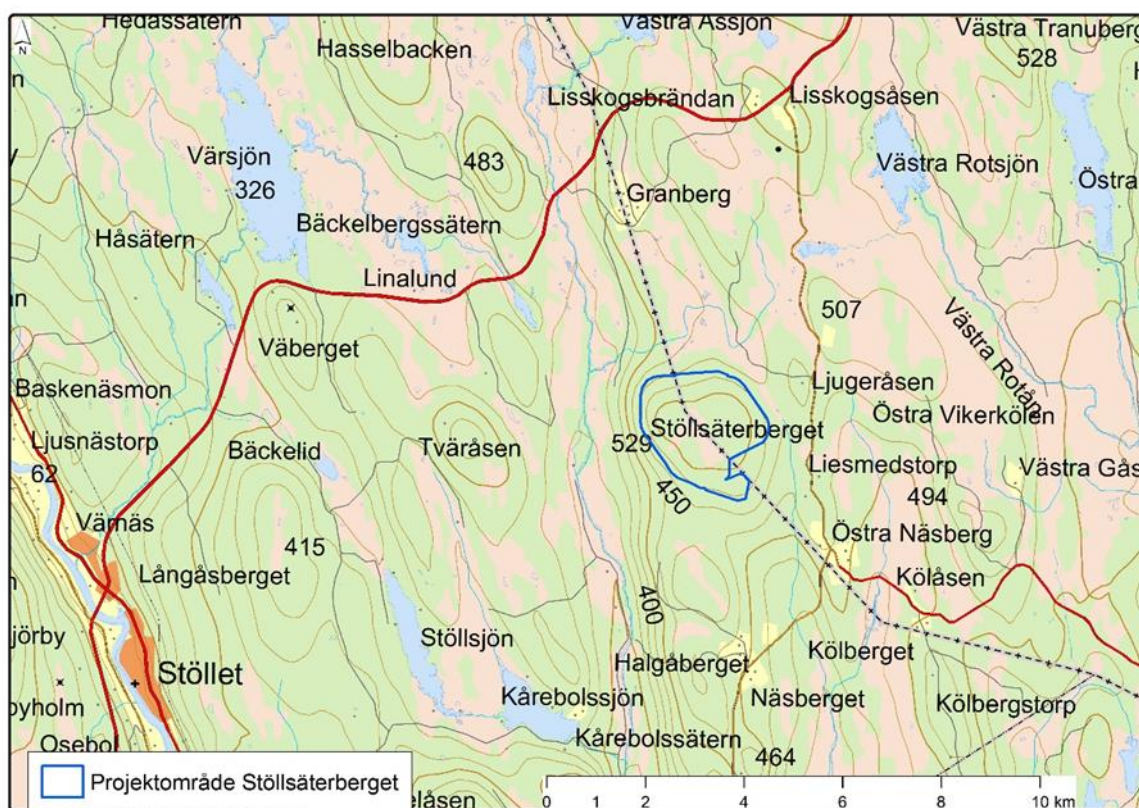 N
Hedassätern
Västra Assjön
Västra Tranuberg
Hasselbacken
528
Lisskogsbrändan
Lisskogsåsen
Värsjön
326
483
Västra Rotsjön
Granberg
Östra
Bäckelbergssätern
Håsätern
Linalund
507
Västra Rotån
Väberget
Baskenäsmon
Ljugeråsen
Östra Vikerkölen
Ljusnästorp
62
Bäckelid
Tväråsen
529
Stöllsäterberget
Liesmedstorp
Västra Gås
494
450
Värnäs
Östra Näsberg
415
Långåsberget
Kölåsen
400
Stöllsjön
Halgåberget
Kölberget
Stöllet
Kårebolssjön
Näsberget
Kölbergstorp
Osebol
Kårebolssätern
464
Projektområde Stöllsäterberget
elåsen
0 1 2 4 6 8 10 km